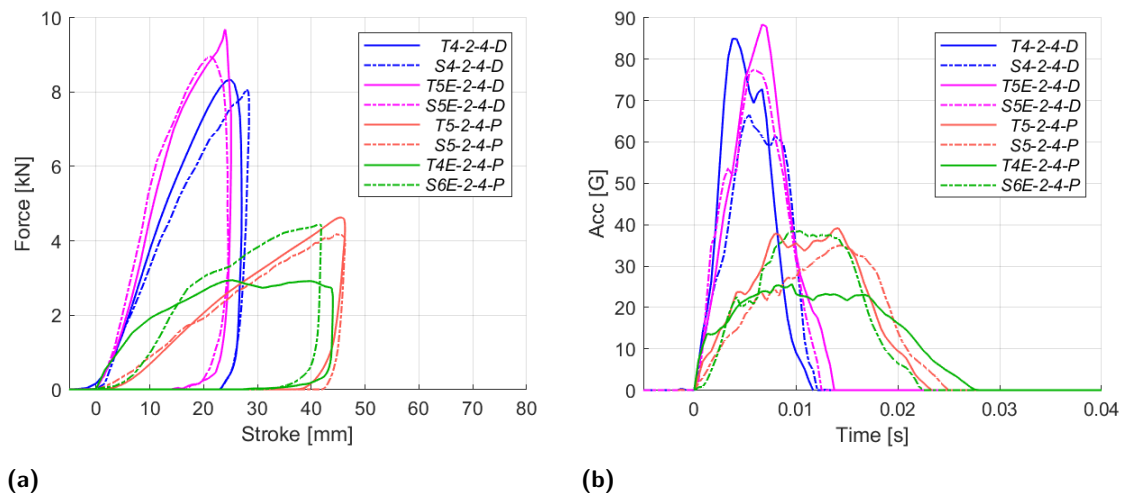 10
8
6
4
2
0
Force [kN]
0
10
20
30
40
50
60
70
80
Stroke [mm]
T4-2-4-D
S4-2-4-D
T5E-2-4-D
S5E-2-4-D
T5-2-4-P
S5-2-4-P
T4E-2-4-P
S6E-2-4-P
(a)
90
80
70
60
50
40
30
20
10
0
Acc [G]
0
0.01
0.02
0.03
0.04
Time [s]
T4-2-4-D
S4-2-4-D
T5E-2-4-D
S5E-2-4-D
T5-2-4-P
S5-2-4-P
T4E-2-4-P
S6E-2-4-P
(b)